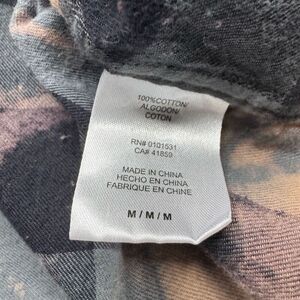 100% COTTON/
ALGODON/
COTON
RN# 0101531
CA# 41859
MADE IN CHINA
HECHO EN CHINA
FABRIQUE EN CHINE
M / M / M